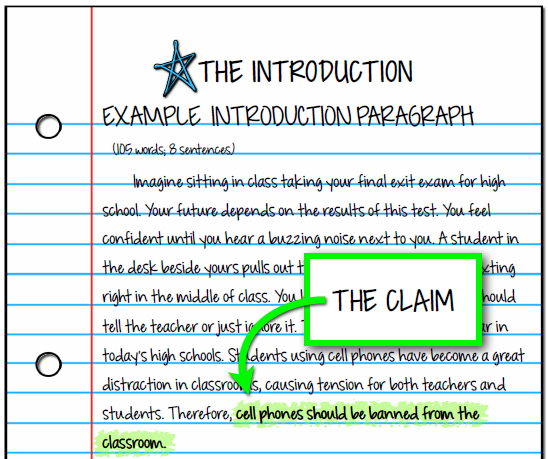 THE INTRODUCTION
EXAMPLE INTRODUCTION PARAGRAPH
(105 words; 8 sentences)
Imagine sitting in class taking your final exit exam for high
school. Your future depends on the results of this test. You feel
confident until you hear a buzzing noise next to you. A student in
the desk beside yours pulls out
right in the middle of class. You
THE CLAIM
tell the teacher or just ignore it.
in
today's high schools. Students using cell phones have become a great
distraction in classrooms, causing tension for both teachers and
students. Therefore, cell phones should be banned from the
classroom.